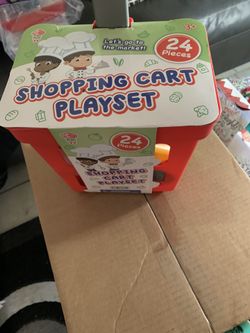 Let's go to
the market!
24
Pieces
SHOPPING CART
PLAYSET
24
Pieces
SHOPPING
CART
PLAYSET